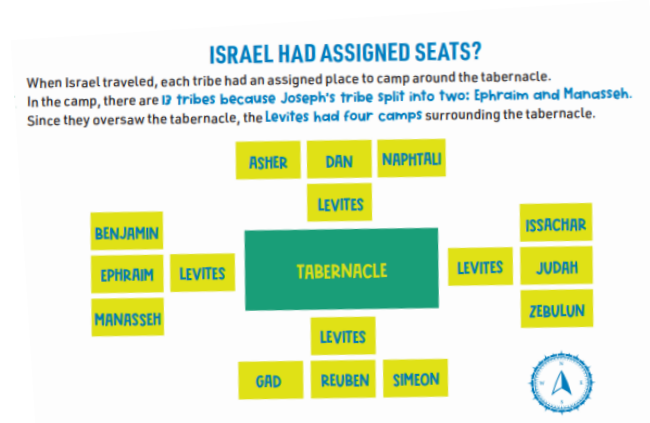 ISRAEL HAD ASSIGNED SEATS?
When Israel traveled, each tribe had an assigned place to camp around the tabernacle.
In the camp, there are 13 tribes because Joseph's tribe split into two: Ephraim and Manasseh.
Since they oversaw the tabernacle, the Levites had four camps surrounding the tabernacle.
ASHER DAN NAPHTALI
LEVITES
BENJAMIN ISSACHAR
EPHRAIM LEVITES TABERNACLE LEVITES JUDAH
MANASSEH ZEBULUN
LEVITES
GAD REUBEN SIMEON
N
W E
S